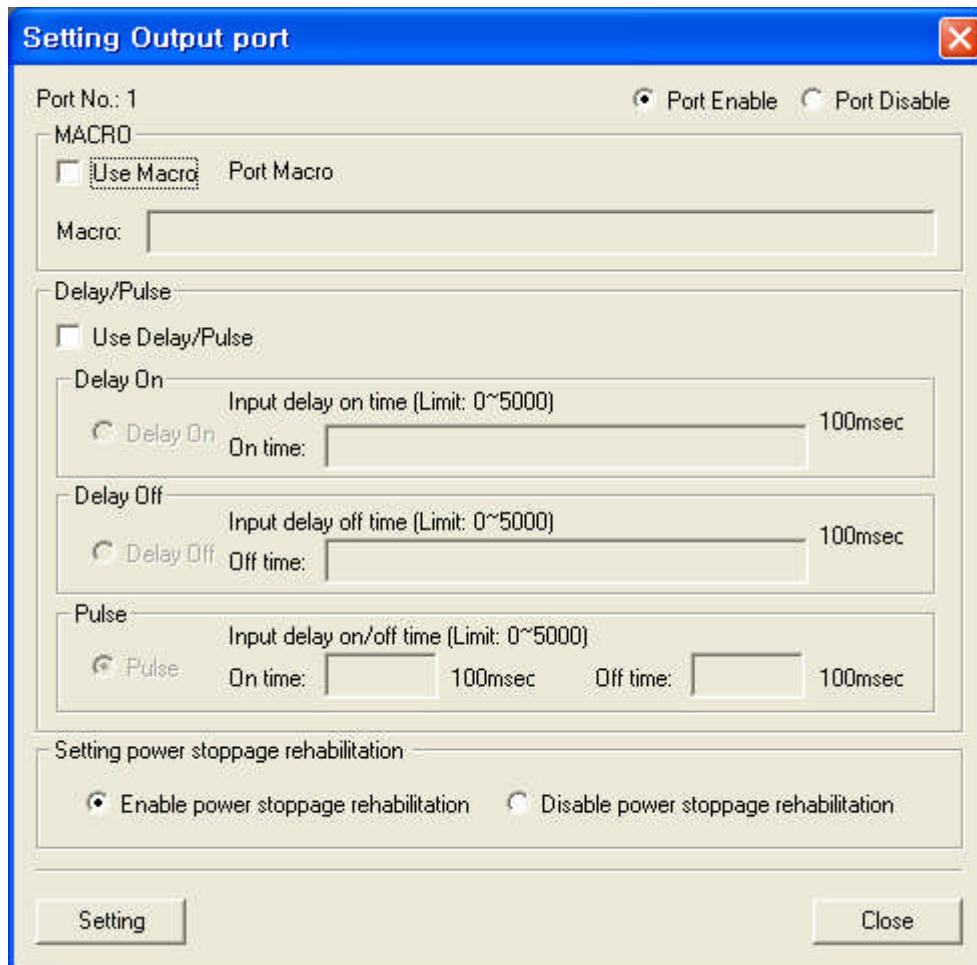 Setting Output port
Port No.: 1
Port Enable Port Disable
MACRO
Use Macro Port Macro
Macro:
Delay/Pulse
Use Delay/Pulse
Delay On
Input delay on time (Limit: 0~5000)
Delay On On time: 100msec
Delay Off
Input delay off time (Limit: 0~5000)
Delay Off Off time: 100msec
Pulse
Input delay on/off time (Limit: 0~5000)
Pulse On time: 100msec Off time: 100msec
Setting power stoppage rehabilitation
Enable power stoppage rehabilitation Disable power stoppage rehabilitation
Setting Close